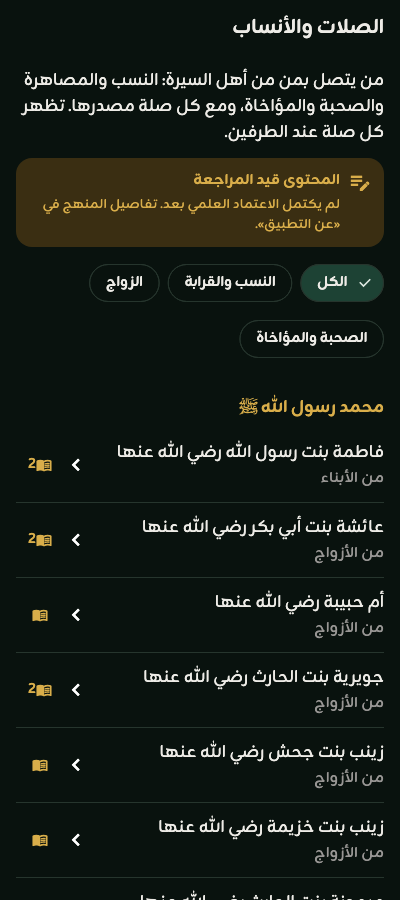 الصلات والأنساب
من يتصل بمن من أهل السيرة: النسب والمصاهرة
والصحبة والمؤاخاة، ومع كل صلة مصدرها. تظهر
كل صلة عند الطرفين.
المحتوى قيد المراجعة
لم يكتمل الاعتماد العلمي بعد. تفاصيل المنهج في
«عن التطبيق».
الكل
النسب والقرابة
الزواج
الصحبة والمؤاخاة
محمد رسول الله ﷺ
فاطمة بنت رسول الله رضي الله عنها
من الأبناء
2
عائشة بنت أبي بكر رضي الله عنها
من الأزواج
2
أم حبيبة رضي الله عنها
من الأزواج
جويرية بنت الحارث رضي الله عنها
من الأزواج
2
زينب بنت جحش رضي الله عنها
من الأزواج
زينب بنت خزيمة رضي الله عنها
من الأزواج